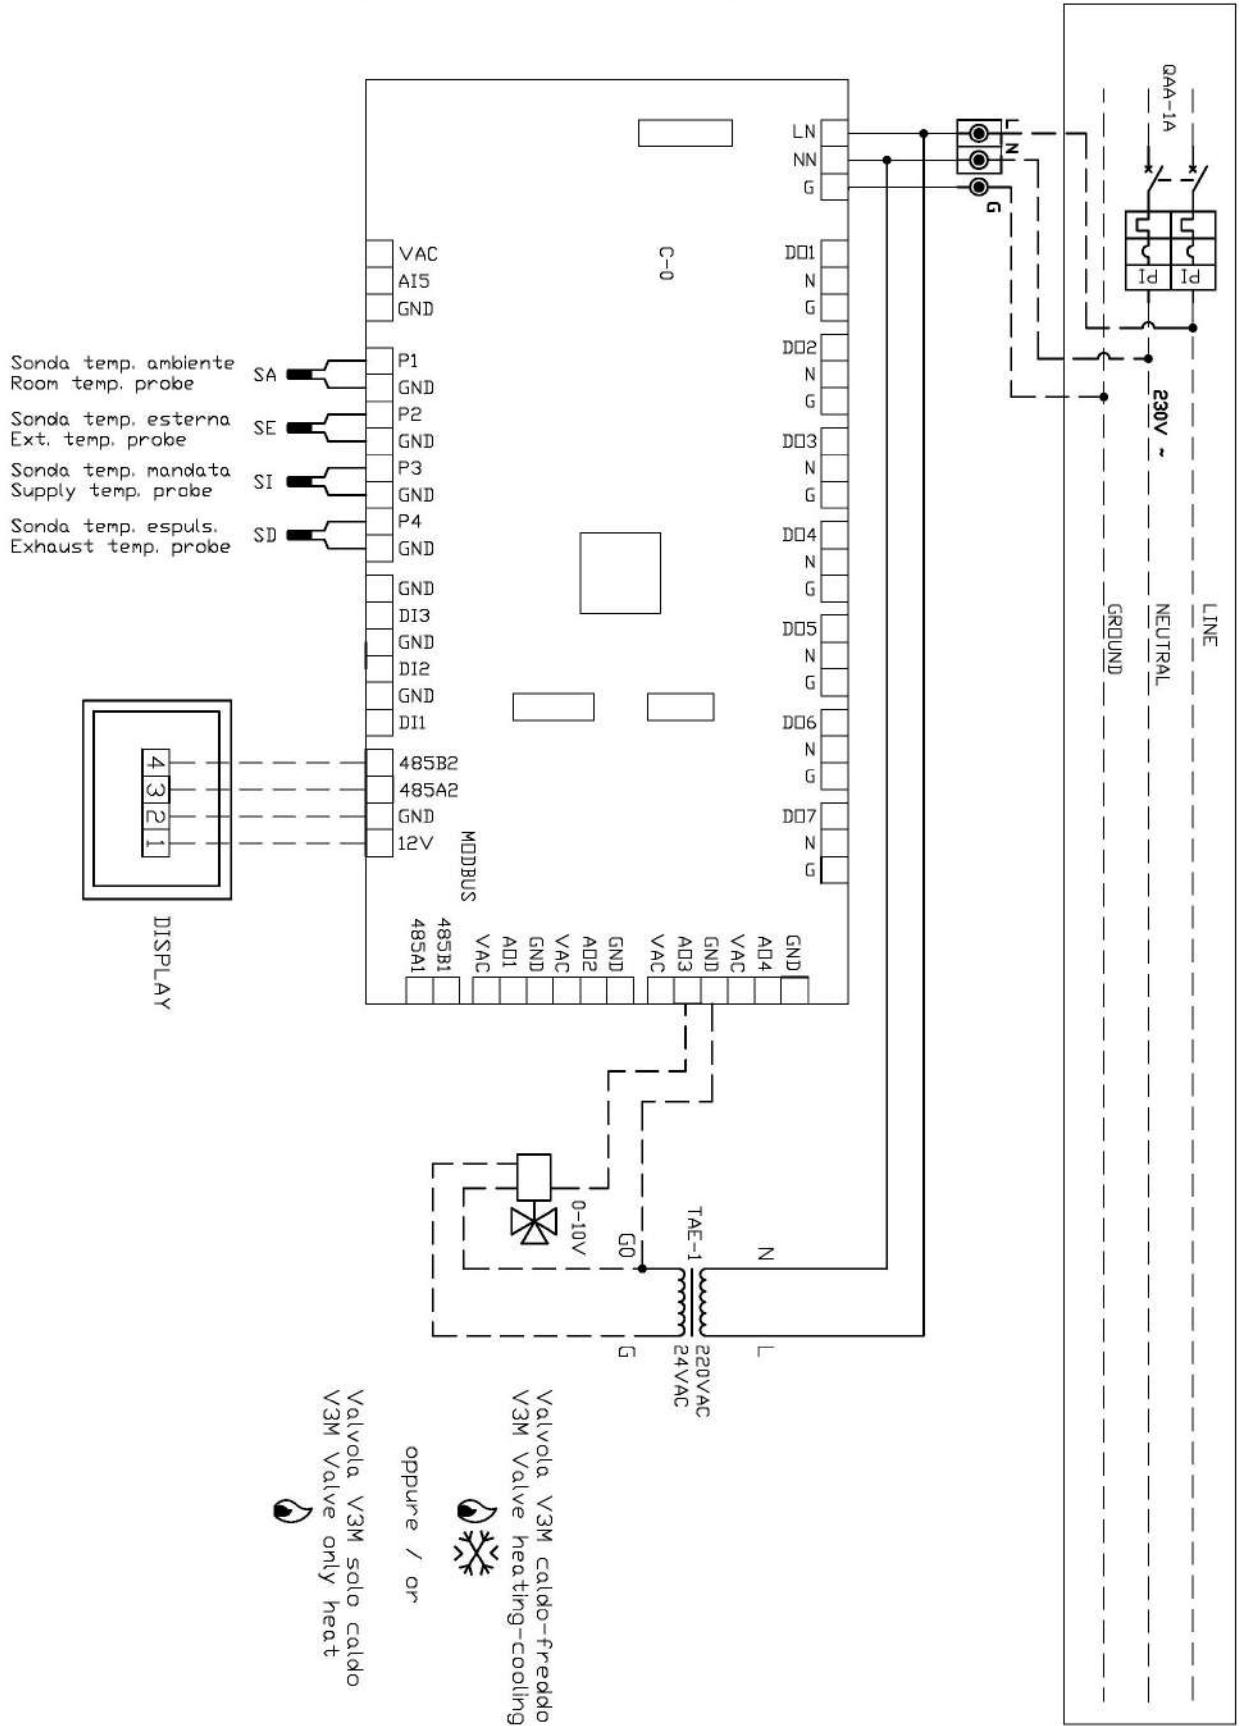 QAA-1A
Id
Id
230V ~
LINE
NEUTRAL
GROUND
L
N
G
LN
NN
G
C-0
DO1
N
G
DO2
N
G
DO3
N
G
DO4
N
G
DO5
N
G
DO6
N
G
DO7
N
G
VAC
AI5
GND
P1
GND
P2
GND
P3
GND
P4
GND
GND
DI3
GND
DI2
GND
DI1
485B2
485A2
GND
12V
MODBUS
Sonda temp. ambiente
Room temp. probe
SA
Sonda temp. esterna
Ext. temp. probe
SE
Sonda temp. mandata
Supply temp. probe
SI
Sonda temp. espuls.
Exhaust temp. probe
SD
4
3
2
1
DISPLAY
485A1
485B1
VAC
AO1
GND
VAC
AO2
GND
VAC
AO3
GND
VAC
AO4
GND
0-10V
G0
G
TAE-1
N
L
220VAC
24VAC
Valvola V3M caldo-freddo
V3M Valve heating-cooling
oppure / or
Valvola V3M solo caldo
V3M Valve only heat